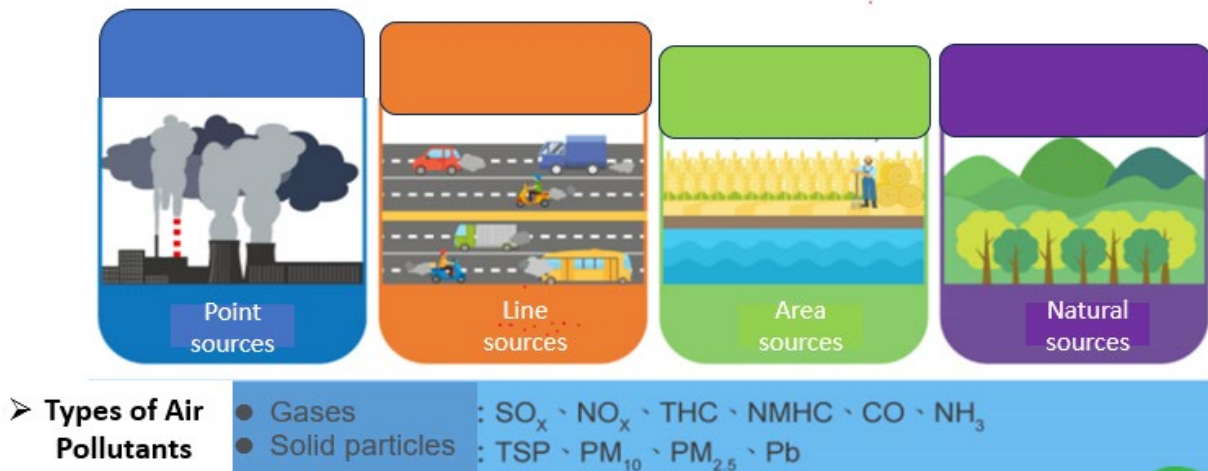 Point
sources
Line
sources
Area
sources
Natural
sources
➢ Types of Air
Pollutants
● Gases : SOₓ、NOₓ、THC、NMHC、CO、NH₃
● Solid particles : TSP、PM₁₀、PM₂.₅、Pb